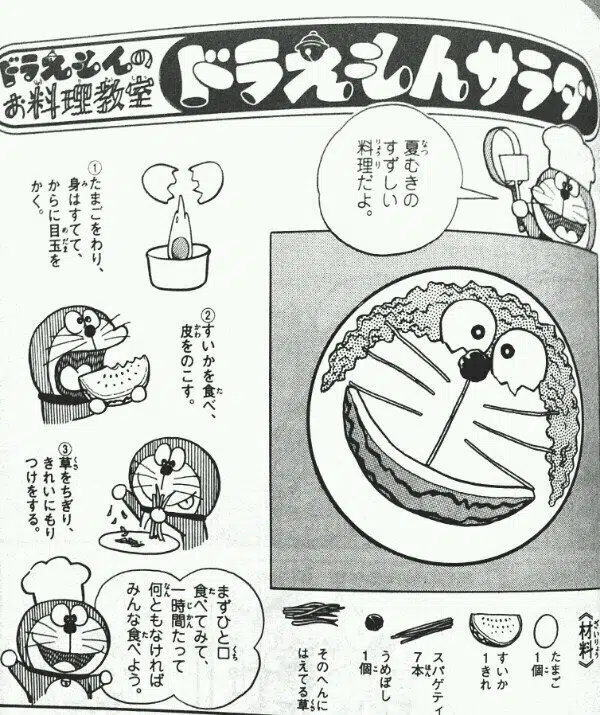 ドラえもんの
お料理教室
ドラえもんサラダ
夏むきの
すずしい
料理だよ。
①たまごをわり、
身はすてて、
からに目玉を
かく。
②すいかを食べ、
皮をのこす。
③草をちぎり、
きれいにもり
つけをする。
まずひと口
食べてみて、
一時間たって
何ともなければ
みんな食べよう。
《材料》
たまご
1個
すいか
1きれ
スパゲティ
7本
うめぼし
1個
そのへんに
はえてる草